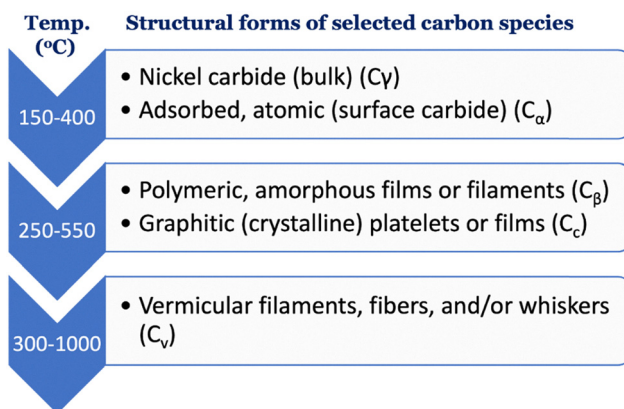 Temp.
(°C)
Structural forms of selected carbon species
150-400
• Nickel carbide (bulk) (Cγ)
• Adsorbed, atomic (surface carbide) (Cα)
250-550
• Polymeric, amorphous films or filaments (Cβ)
• Graphitic (crystalline) platelets or films (Cc)
300-1000
• Vermicular filaments, fibers, and/or whiskers
(Cv)